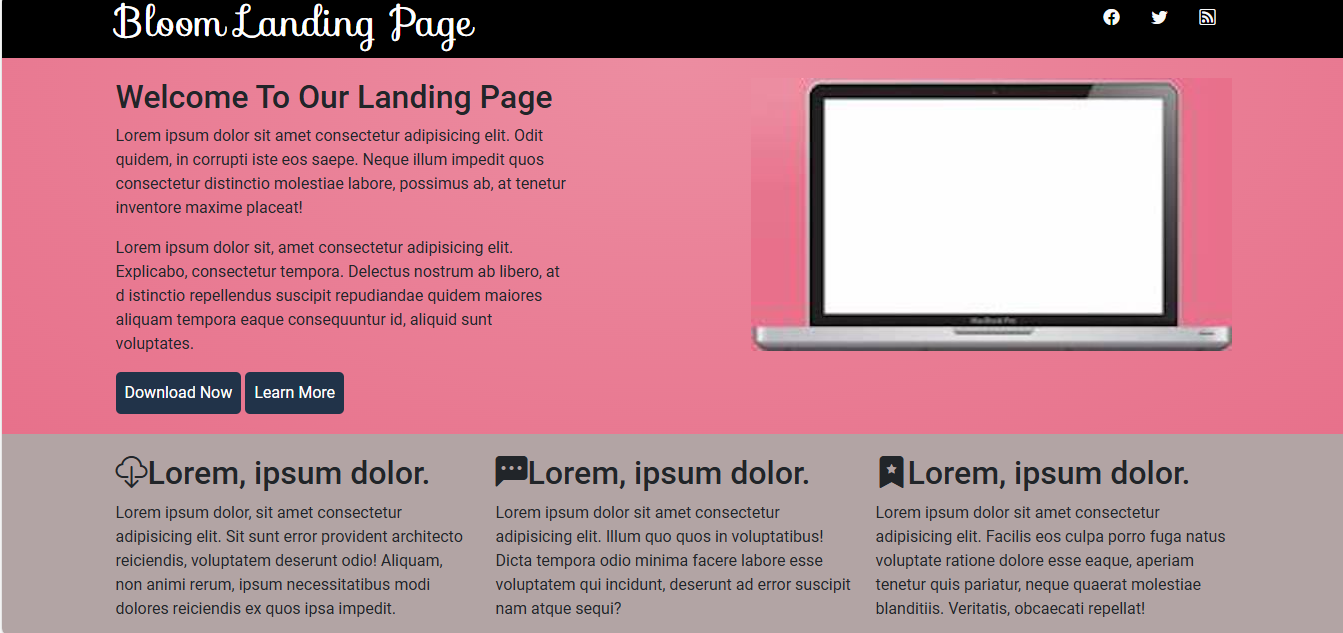 Bloom Landing Page
Welcome To Our Landing Page
Lorem ipsum dolor sit amet consectetur adipisicing elit. Odit
quidem, in corrupti iste eos saepe. Neque illum impedit quos
consectetur distinctio molestiae labore, possimus ab, at tenetur
inventore maxime placeat!
Lorem ipsum dolor sit, amet consectetur adipisicing elit.
Explicabo, consectetur tempora. Delectus nostrum ab libero, at
d istinctio repellendus suscipit repudiandae quidem maiores
aliquam tempora eaque consequuntur id, aliquid sunt
voluptates.
Download Now Learn More
MacBook Pro
Lorem, ipsum dolor.
Lorem ipsum dolor, sit amet consectetur
adipisicing elit. Sit sunt error provident architecto
reiciendis, voluptatem deserunt odio! Aliquam,
non animi rerum, ipsum necessitatibus modi
dolores reiciendis ex quos ipsa impedit.
Lorem, ipsum dolor.
Lorem ipsum dolor sit amet consectetur
adipisicing elit. Illum quo quos in voluptatibus!
Dicta tempora odio minima facere labore esse
voluptatem qui incidunt, deserunt ad error suscipit
nam atque sequi?
Lorem, ipsum dolor.
Lorem ipsum dolor sit amet consectetur
adipisicing elit. Facilis eos culpa porro fuga natus
voluptate ratione dolore esse eaque, aperiam
tenetur quis pariatur, neque quaerat molestiae
blanditiis. Veritatis, obcaecati repellat!